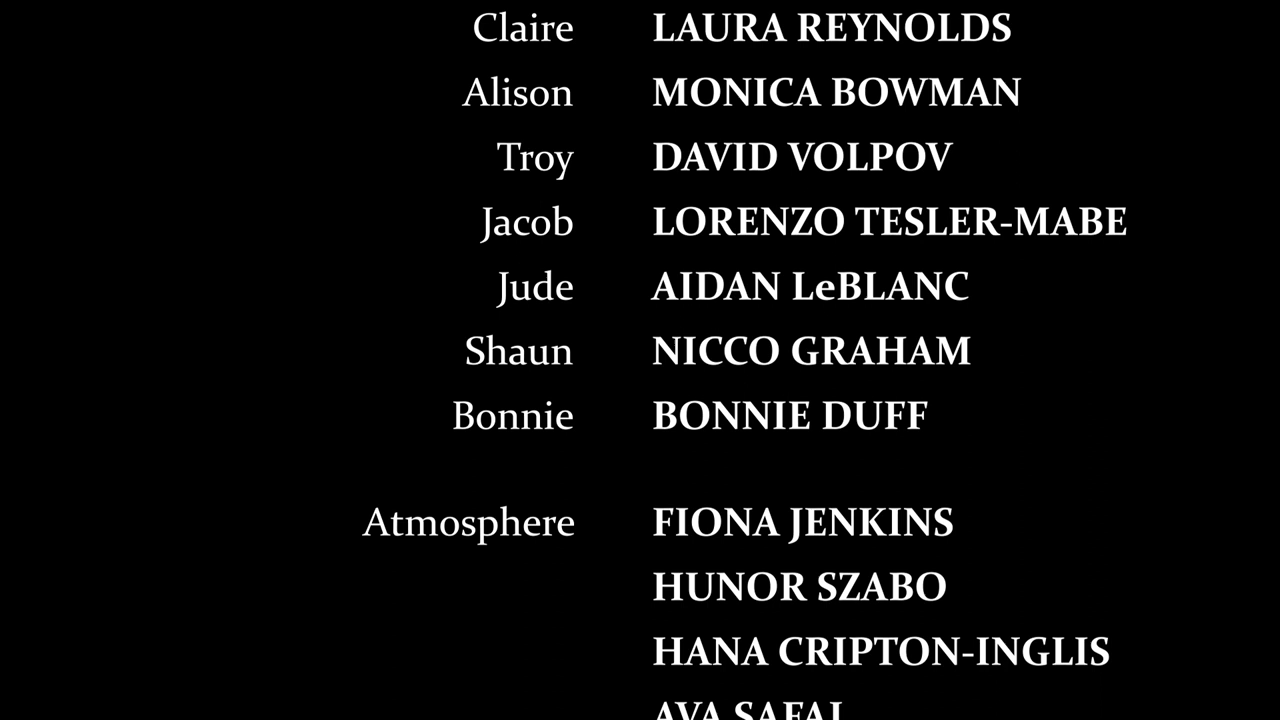 Claire LAURA REYNOLDS
Alison MONICA BOWMAN
Troy DAVID VOLPOV
Jacob LORENZO TESLER-MABE
Jude AIDAN LeBLANC
Shaun NICCO GRAHAM
Bonnie BONNIE DUFF
Atmosphere FIONA JENKINS
HUNOR SZABO
HANA CRIPTON-INGLIS
AVA